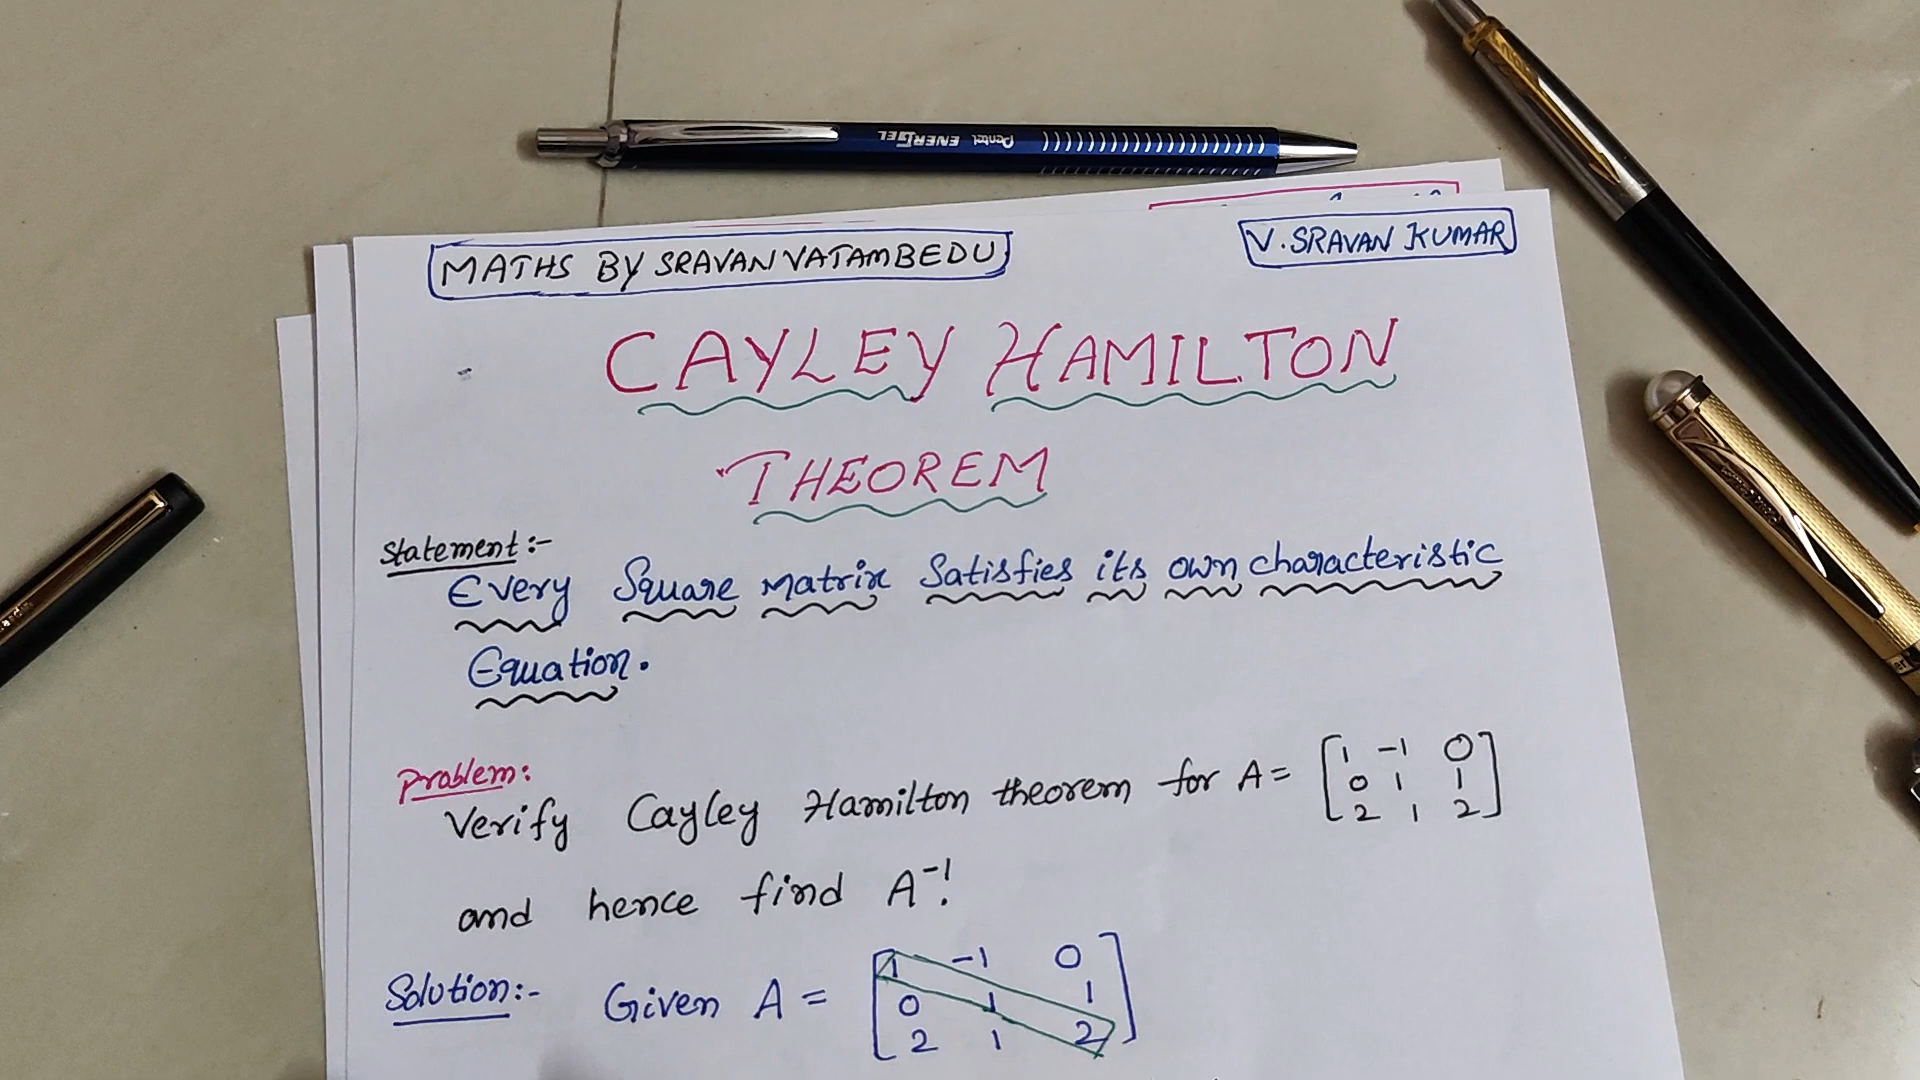 Pentel ENERGEL
MATHS BY SRAVAN VATAMBEDU
V. SRAVAN KUMAR
CAYLEY HAMILTON
THEOREM
Statement :-
Every Square matrix Satisfies its own characteristic
Equation.
Problem:
Verify Cayley Hamilton theorem for A = [1 -1 0
0 1 1
2 1 2]
and hence find A⁻¹.
Solution:- Given A = [1 -1 0
0 1 1
2 1 2]